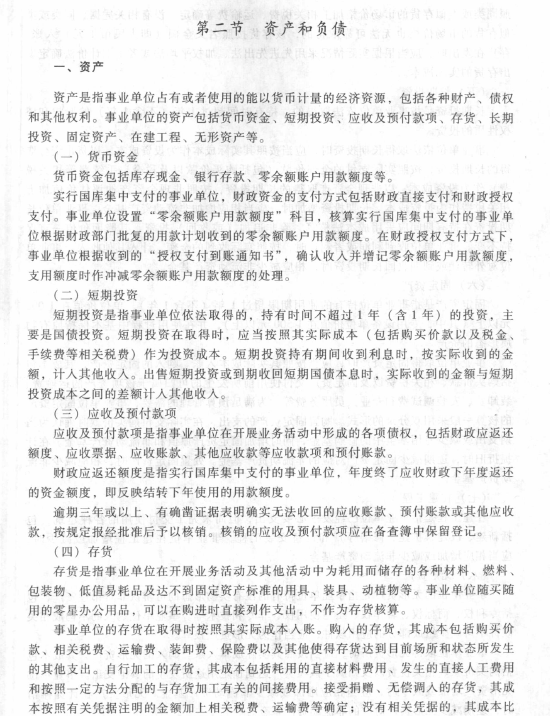 第二节 资产和负债
一、资产
资产是指事业单位占有或者使用的能以货币计量的经济资源，包括各种财产、债权
和其他权利。事业单位的资产包括货币资金、短期投资、应收及预付款项、存货、长期
投资、固定资产、在建工程、无形资产等。
（一）货币资金
货币资金包括库存现金、银行存款、零余额账户用款额度等。
实行国库集中支付的事业单位，财政资金的支付方式包括财政直接支付和财政授权
支付。事业单位设置“零余额账户用款额度”科目，核算实行国库集中支付的事业单
位根据财政部门批复的用款计划收到的零余额账户用款额度。在财政授权支付方式下，
事业单位根据收到的“授权支付到账通知书”，确认收入并增记零余额账户用款额度，
支用额度时作冲减零余额账户用款额度的处理。
（二）短期投资
短期投资是指事业单位依法取得的，持有时间不超过1年（含1年）的投资，主
要是国债投资。短期投资在取得时，应当按照其实际成本（包括购买价款以及税金、
手续费等相关税费）作为投资成本。短期投资持有期间收到利息时，按实际收到的金
额，计入其他收入。出售短期投资或到期收回短期国债本息时，实际收到的金额与短期
投资成本之间的差额计入其他收入。
（三）应收及预付款项
应收及预付款项是指事业单位在开展业务活动中形成的各项债权，包括财政应返还
额度、应收票据、应收账款、其他应收款等应收款项和预付账款。
财政应返还额度是指实行国库集中支付的事业单位，年度终了应收财政下年度返还
的资金额度，即反映结转下年使用的用款额度。
逾期三年或以上、有确凿证据表明确实无法收回的应收账款、预付账款或其他应收
款，按规定报经批准后予以核销。核销的应收及预付款项应在备查簿中保留登记。
（四）存货
存货是指事业单位在开展业务活动及其他活动中为耗用而储存的各种材料、燃料、
包装物、低值易耗品及达不到固定资产标准的用具、装具、动植物等。事业单位随买随
用的零星办公用品，可以在购进时直接列作支出，不作为存货核算。
事业单位的存货在取得时按照其实际成本入账。购入的存货，其成本包括购买价
款、相关税费、运输费、装卸费、保险费以及其他使得存货达到目前场所和状态所发生
的其他支出。自行加工的存货，其成本包括耗用的直接材料费用、发生的直接人工费用
和按照一定方法分配的与存货加工有关的间接费用。接受捐赠、无偿调入的存货，其成
本按照有关凭据注明的金额加上相关税费、运输费等确定；没有相关凭据的，其成本比